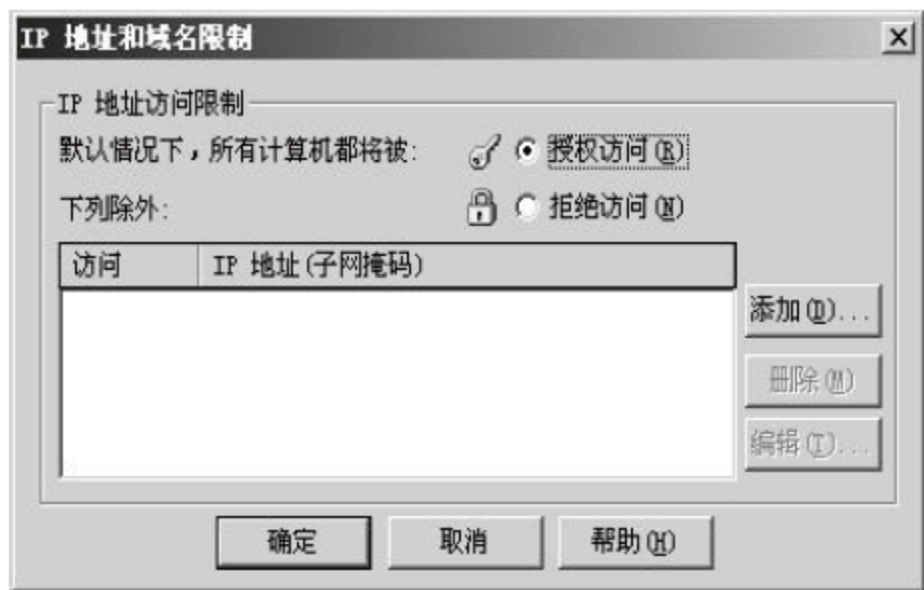 IP 地址和域名限制
IP 地址访问限制
默认情况下，所有计算机都将被: 授权访问(R)
下列除外: 拒绝访问(N)
访问 IP 地址(子网掩码)
添加(D)...
删除(M)
编辑(T)...
确定 取消 帮助(H)